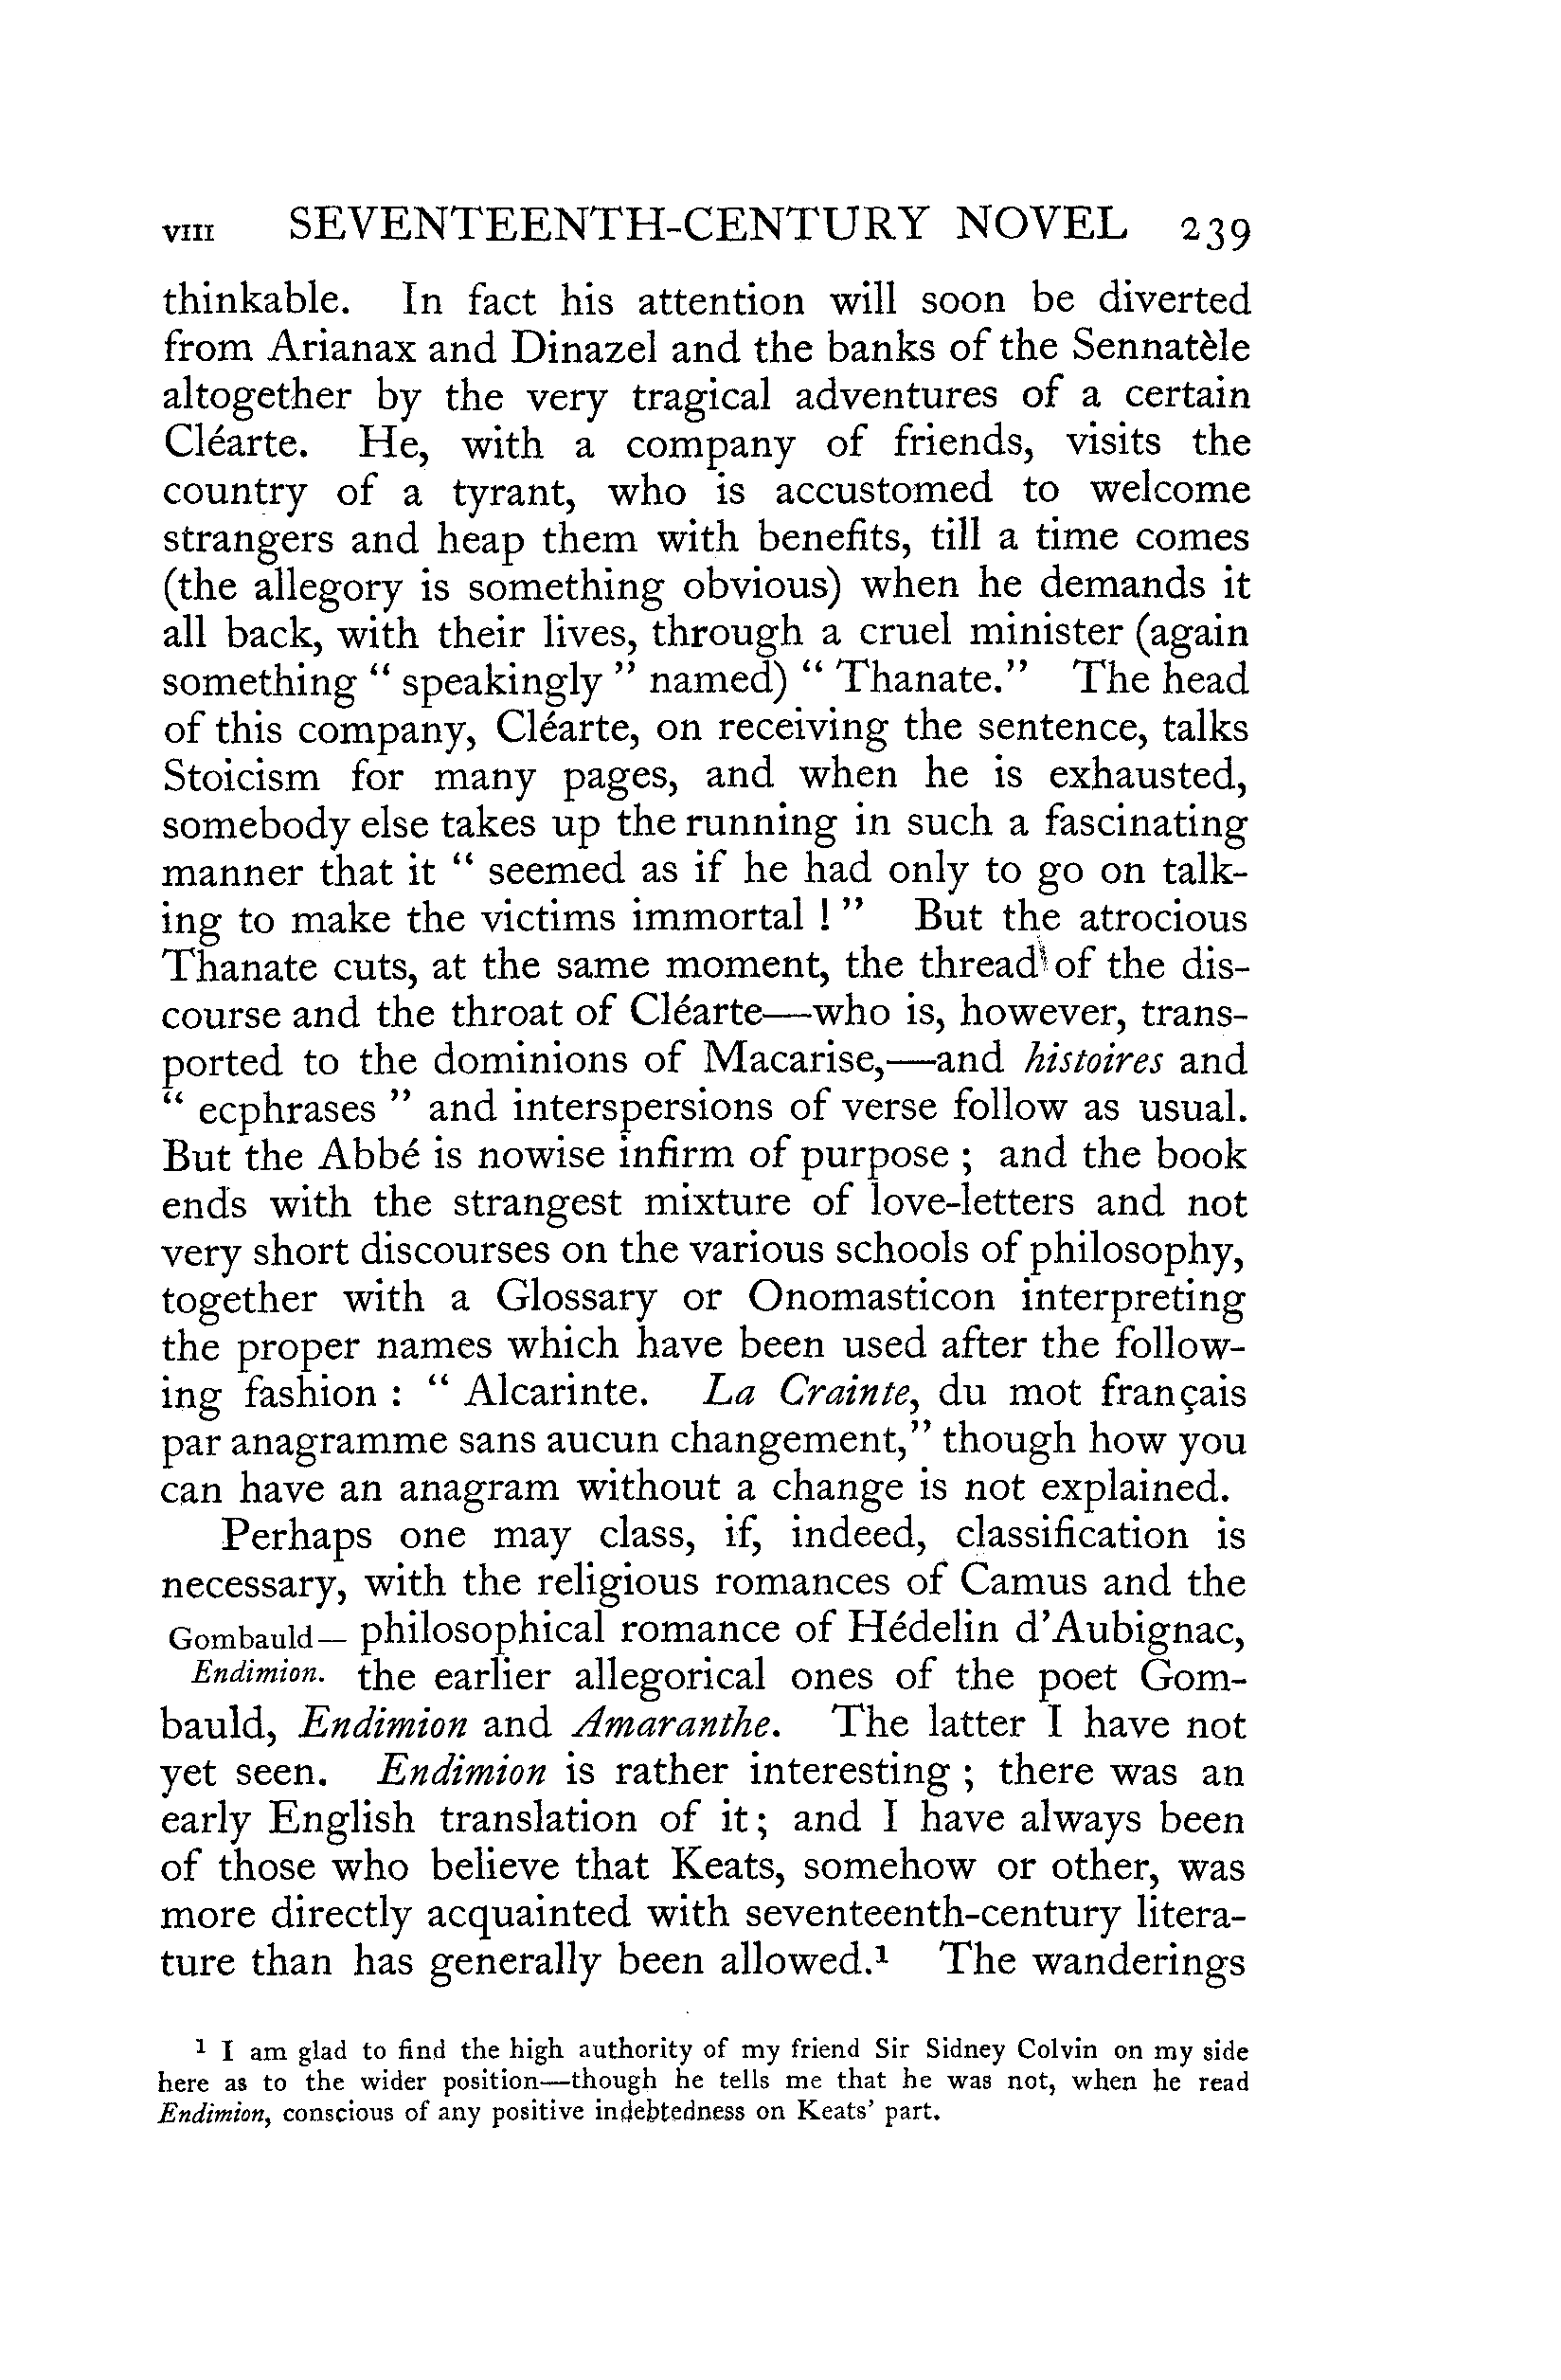 VIII SEVENTEENTH-CENTURY NOVEL 239
thinkable. In fact his attention will soon be diverted
from Arianax and Dinazel and the banks of the Sennatèle
altogether by the very tragical adventures of a certain
Cléarte. He, with a company of friends, visits the
country of a tyrant, who is accustomed to welcome
strangers and heap them with benefits, till a time comes
(the allegory is something obvious) when he demands it
all back, with their lives, through a cruel minister (again
something “ speakingly ” named) “ Thanate.” The head
of this company, Cléarte, on receiving the sentence, talks
Stoicism for many pages, and when he is exhausted,
somebody else takes up the running in such a fascinating
manner that it “ seemed as if he had only to go on talk-
ing to make the victims immortal ! ” But the atrocious
Thanate cuts, at the same moment, the thread of the dis-
course and the throat of Cléarte—who is, however, trans-
ported to the dominions of Macarise,—and histoires and
“ ecphrases ” and interspersions of verse follow as usual.
But the Abbé is nowise infirm of purpose ; and the book
ends with the strangest mixture of love-letters and not
very short discourses on the various schools of philosophy,
together with a Glossary or Onomasticon interpreting
the proper names which have been used after the follow-
ing fashion : “ Alcarinte. La Crainte, du mot français
par anagramme sans aucun changement,” though how you
can have an anagram without a change is not explained.
Perhaps one may class, if, indeed, classification is
necessary, with the religious romances of Camus and the
Gombauld— philosophical romance of Hédelin d’Aubignac,
Endimion. the earlier allegorical ones of the poet Gom-
bauld, Endimion and Amaranthe. The latter I have not
yet seen. Endimion is rather interesting ; there was an
early English translation of it ; and I have always been
of those who believe that Keats, somehow or other, was
more directly acquainted with seventeenth-century litera-
ture than has generally been allowed.¹ The wanderings
¹ I am glad to find the high authority of my friend Sir Sidney Colvin on my side
here as to the wider position—though he tells me that he was not, when he read
Endimion, conscious of any positive indebtedness on Keats’ part.